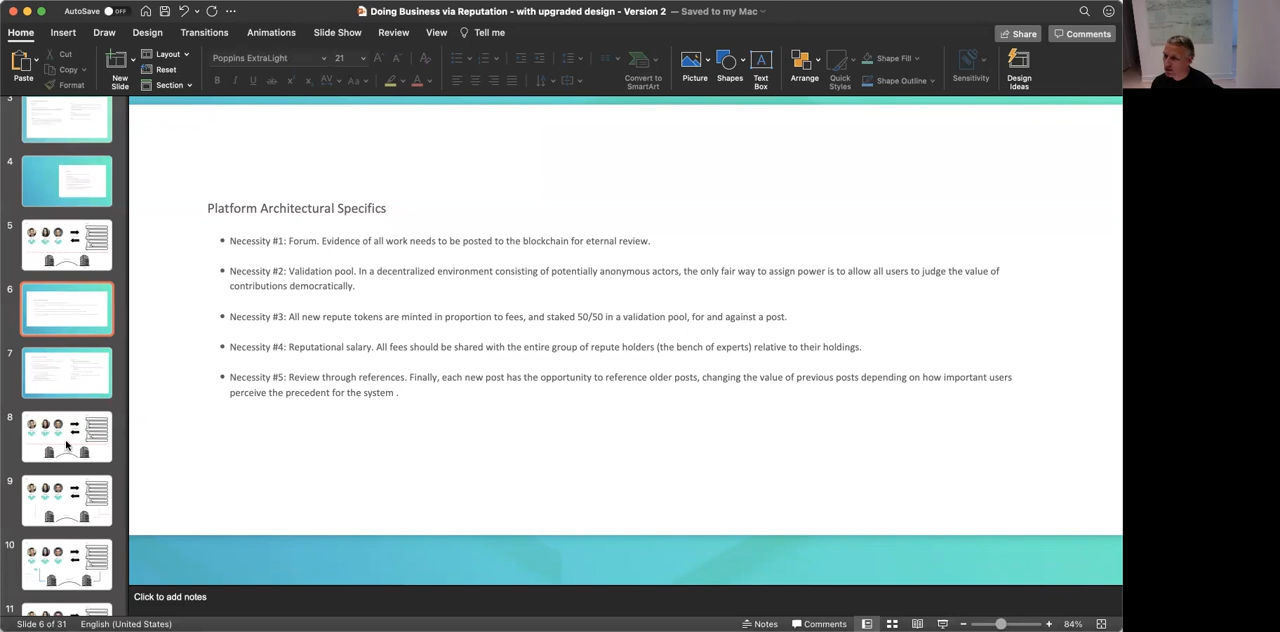 AutoSave OFF
Doing Business via Reputation - with upgraded design - Version 2 — Saved to my Mac
Home Insert Draw Design Transitions Animations Slide Show Review View Tell me Share Comments
Paste
Cut
Copy
Format
New Slide
Layout
Reset
Section
Poppins ExtraLight 21
Convert to SmartArt
Picture
Shapes
Text Box
Arrange
Quick Styles
Shape Fill
Shape Outline
Sensitivity
Design Ideas
3
4
5
6
7
8
9
10
11
Platform Architectural Specifics
Necessity #1: Forum. Evidence of all work needs to be posted to the blockchain for eternal review.
Necessity #2: Validation pool. In a decentralized environment consisting of potentially anonymous actors, the only fair way to assign power is to allow all users to judge the value of
contributions democratically.
Necessity #3: All new repute tokens are minted in proportion to fees, and staked 50/50 in a validation pool, for and against a post.
Necessity #4: Reputational salary. All fees should be shared with the entire group of repute holders (the bench of experts) relative to their holdings.
Necessity #5: Review through references. Finally, each new post has the opportunity to reference older posts, changing the value of previous posts depending on how important users
perceive the precedent for the system .
Click to add notes
Slide 6 of 31 English (United States) Notes Comments 84%